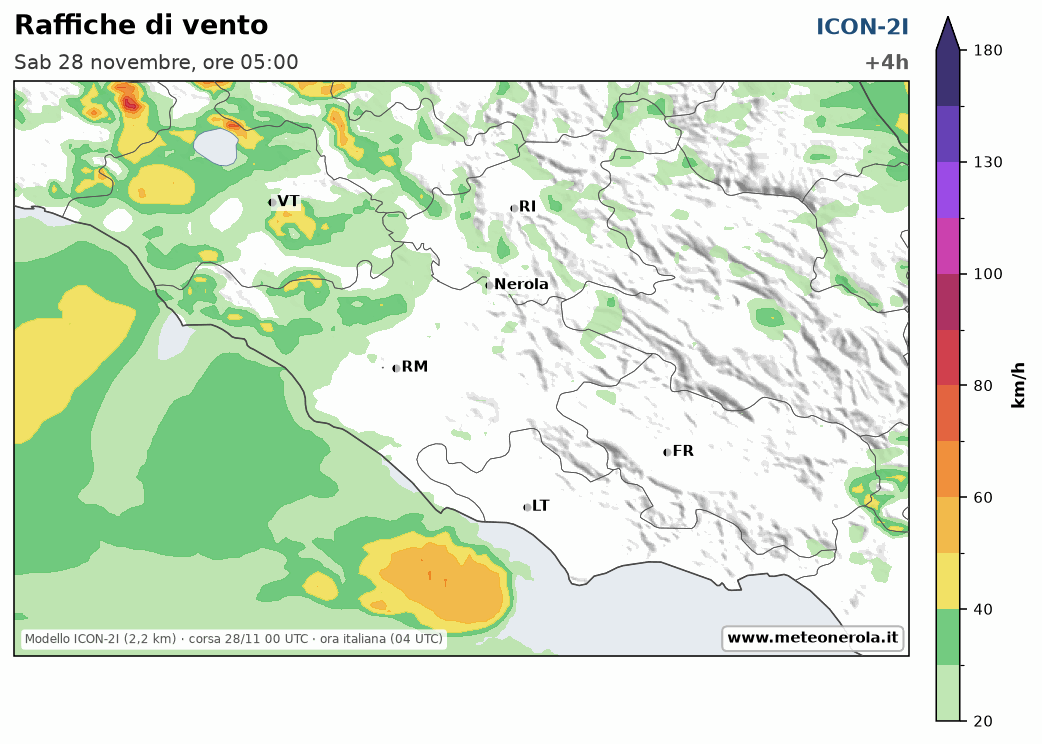 Raffiche di vento
ICON-2I
Sab 28 novembre, ore 05:00
+4h
180
130
100
80
60
40
20
km/h
VT
RI
Nerola
RM
FR
LT
Modello ICON-2I (2,2 km) · corsa 28/11 00 UTC · ora italiana (04 UTC)
www.meteonerola.it